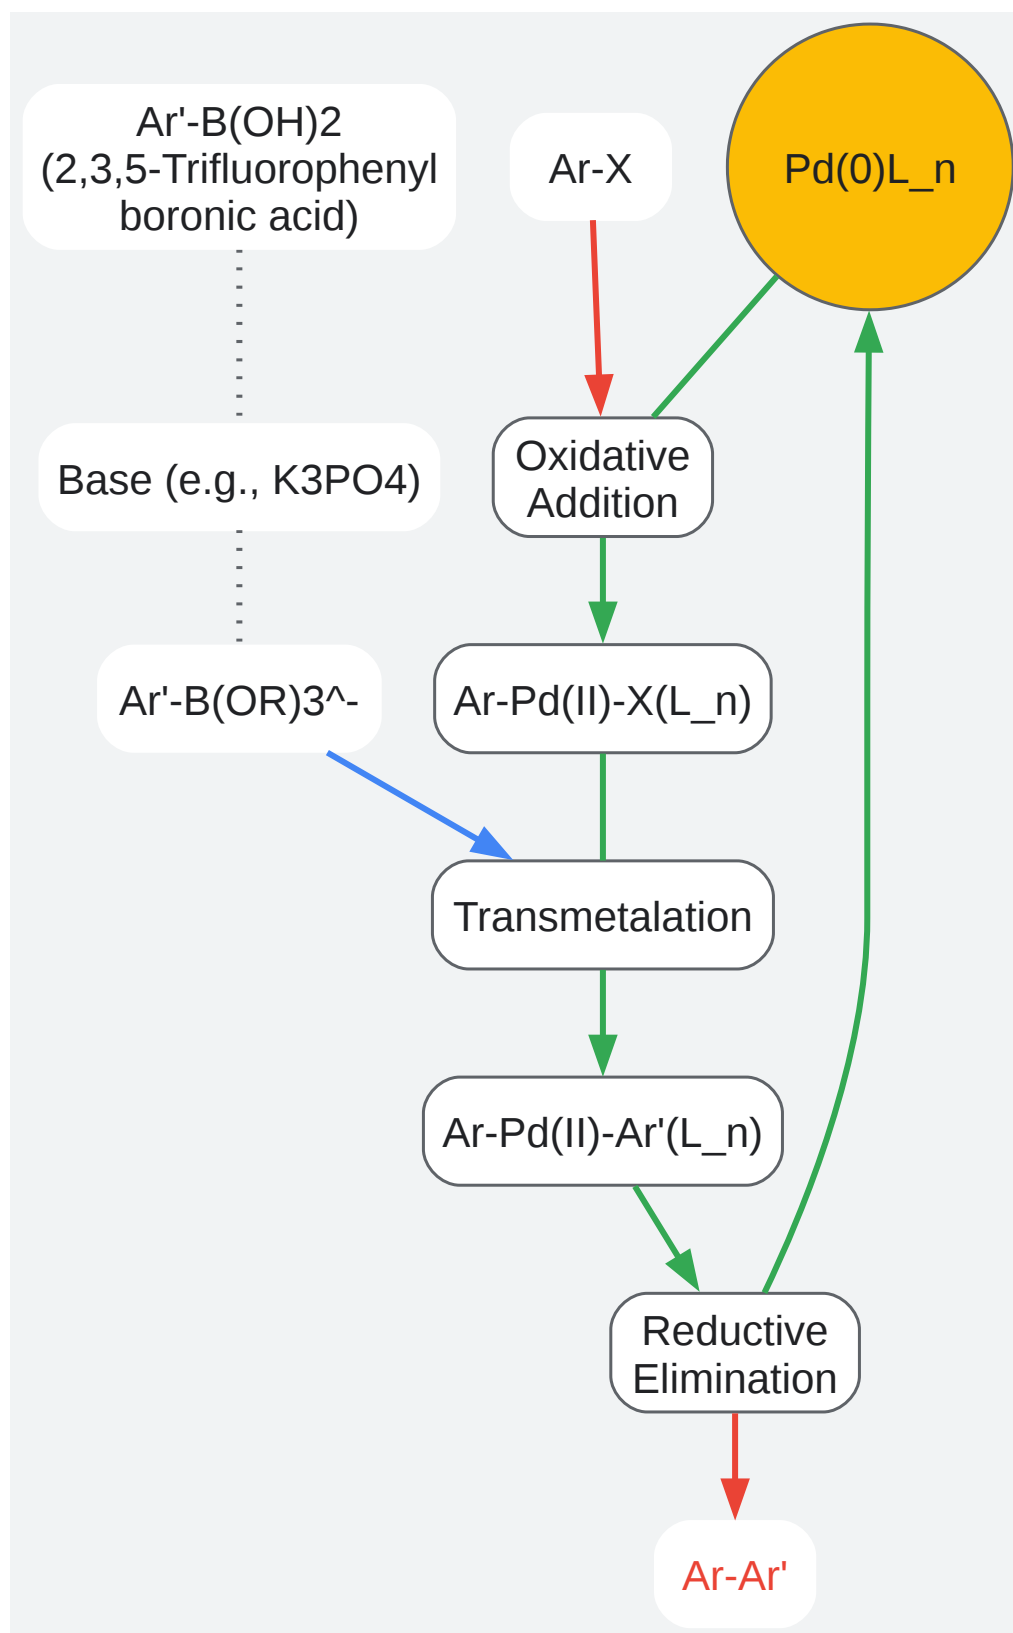 Ar'-B(OH)2
(2,3,5-Trifluorophenyl
boronic acid)
Ar-X
Pd(0)L_n
Oxidative
Addition
Base (e.g., K3PO4)
Ar'-B(OR)3^-
Ar-Pd(II)-X(L_n)
Transmetalation
Ar-Pd(II)-Ar'(L_n)
Reductive
Elimination
Ar-Ar'